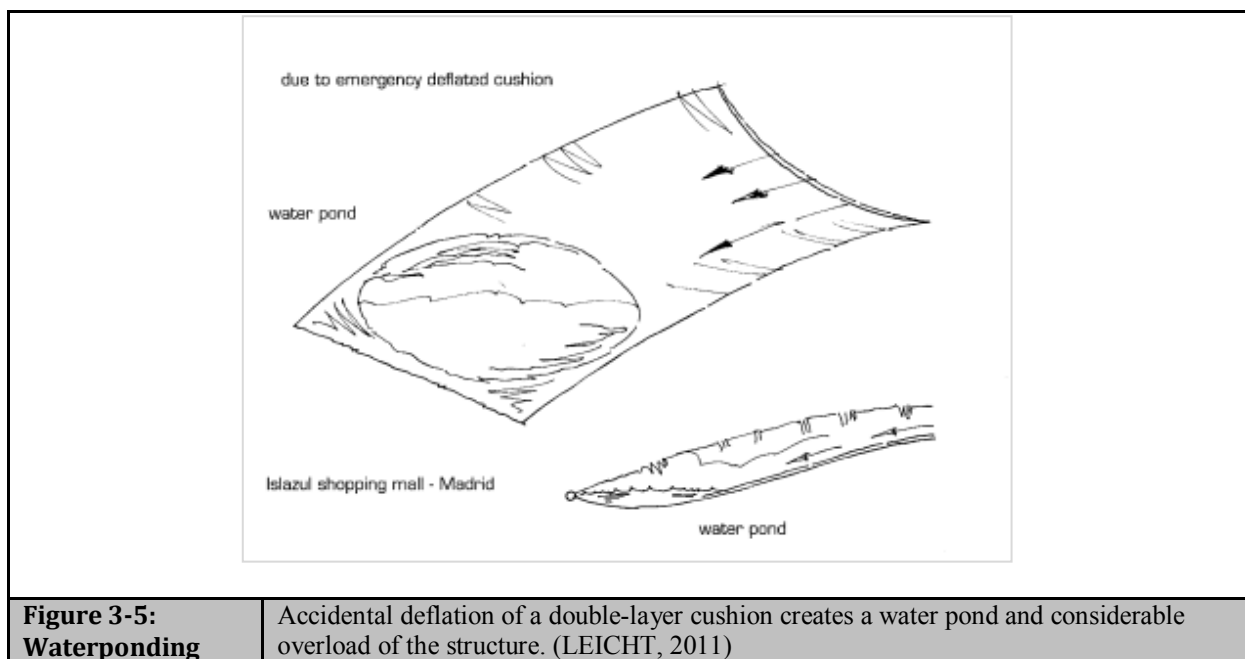 due to emergency deflated cushion
water pond
Islazul shopping mall - Madrid
water pond
Figure 3-5:
Waterponding
Accidental deflation of a double-layer cushion creates a water pond and considerable
overload of the structure. (LEICHT, 2011)